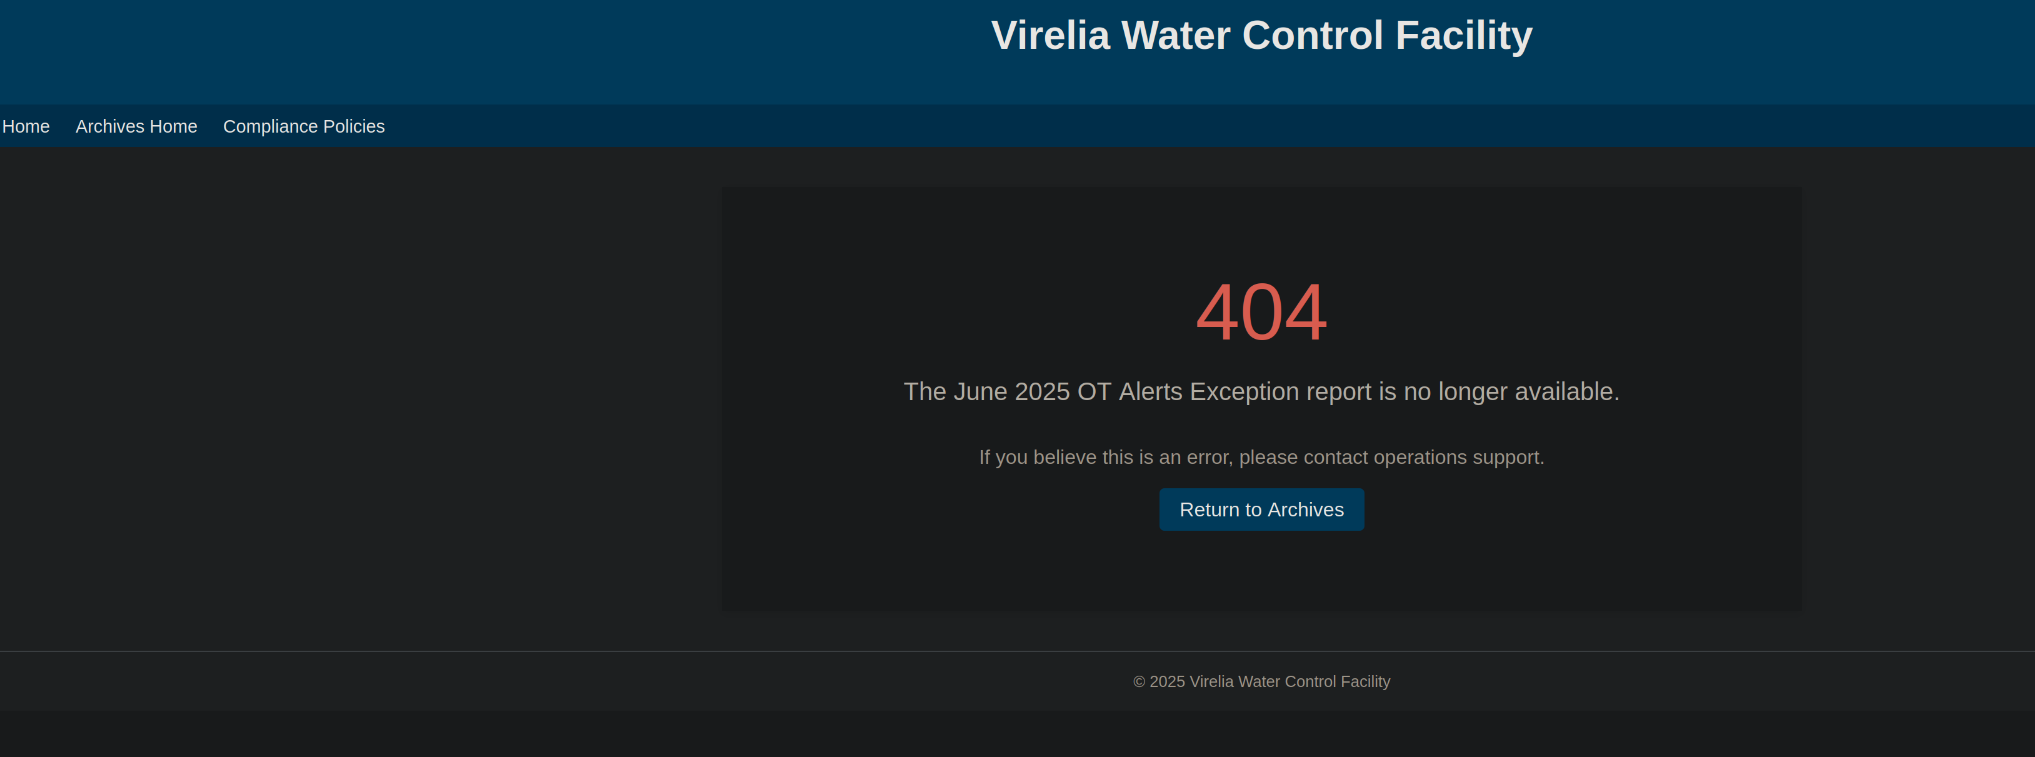 Virelia Water Control Facility
Home Archives Home Compliance Policies
404
The June 2025 OT Alerts Exception report is no longer available.
If you believe this is an error, please contact operations support.
Return to Archives
© 2025 Virelia Water Control Facility